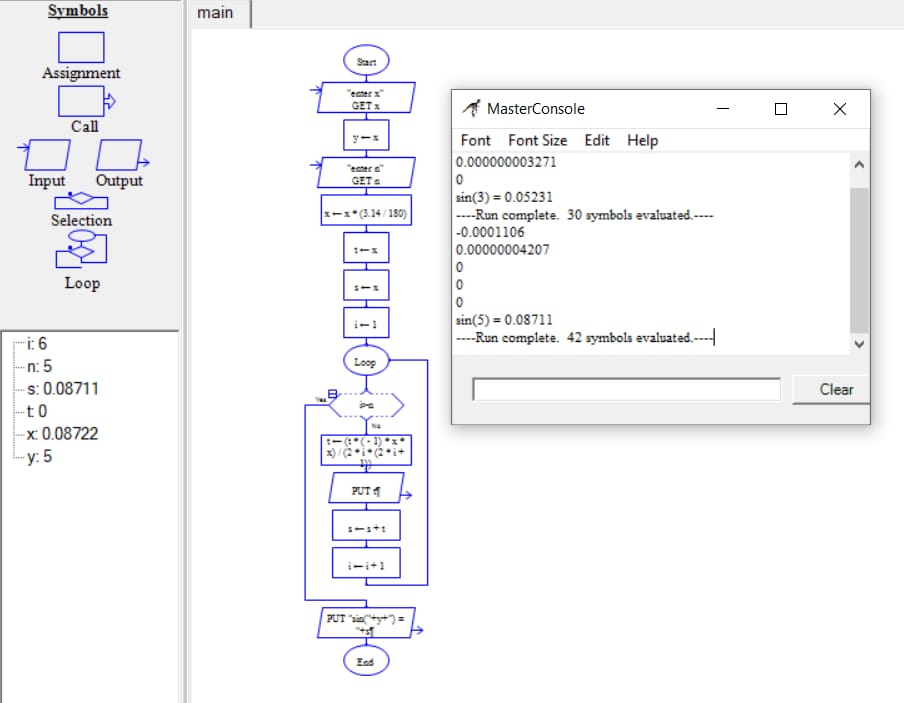 Symbols
Assignment
Call
Input Output
Selection
Loop
i: 6
n: 5
s: 0.08711
t: 0
x: 0.08722
y: 5
main
Start
"enter x"
GET x
y ← x
"enter n"
GET n
x ← x * (3.14 / 180)
t ← x
s ← x
i ← 1
Loop
Yes
i>n
No
t ← (t * ( - 1) * x *
x) / (2 * i * (2 * i +
1))
PUT t¶
s ← s + t
i ← i + 1
PUT "sin("+y+") =
"+s¶
End
MasterConsole
Font Font Size Edit Help
0.000000003271
0
sin(3) = 0.05231
----Run complete. 30 symbols evaluated.----
-0.0001106
0.00000004207
0
0
0
sin(5) = 0.08711
----Run complete. 42 symbols evaluated.----
Clear